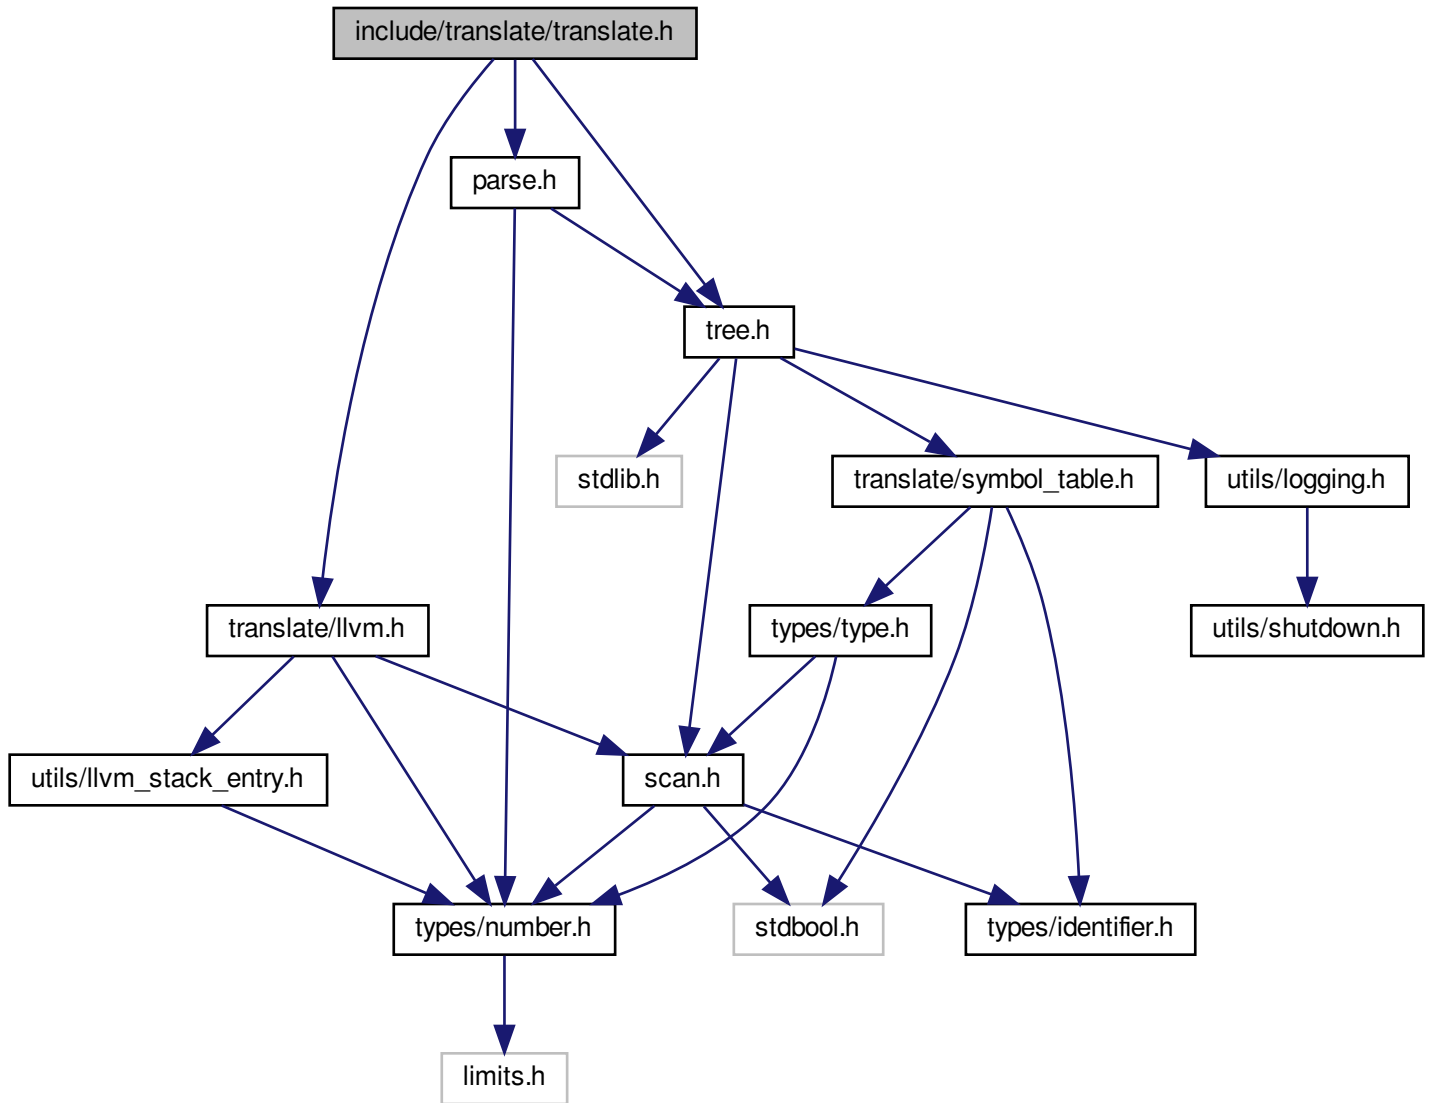 include/translate/translate.h
parse.h
tree.h
stdlib.h
translate/symbol_table.h
utils/logging.h
translate/llvm.h
types/type.h
utils/shutdown.h
utils/llvm_stack_entry.h
scan.h
types/number.h
stdbool.h
types/identifier.h
limits.h